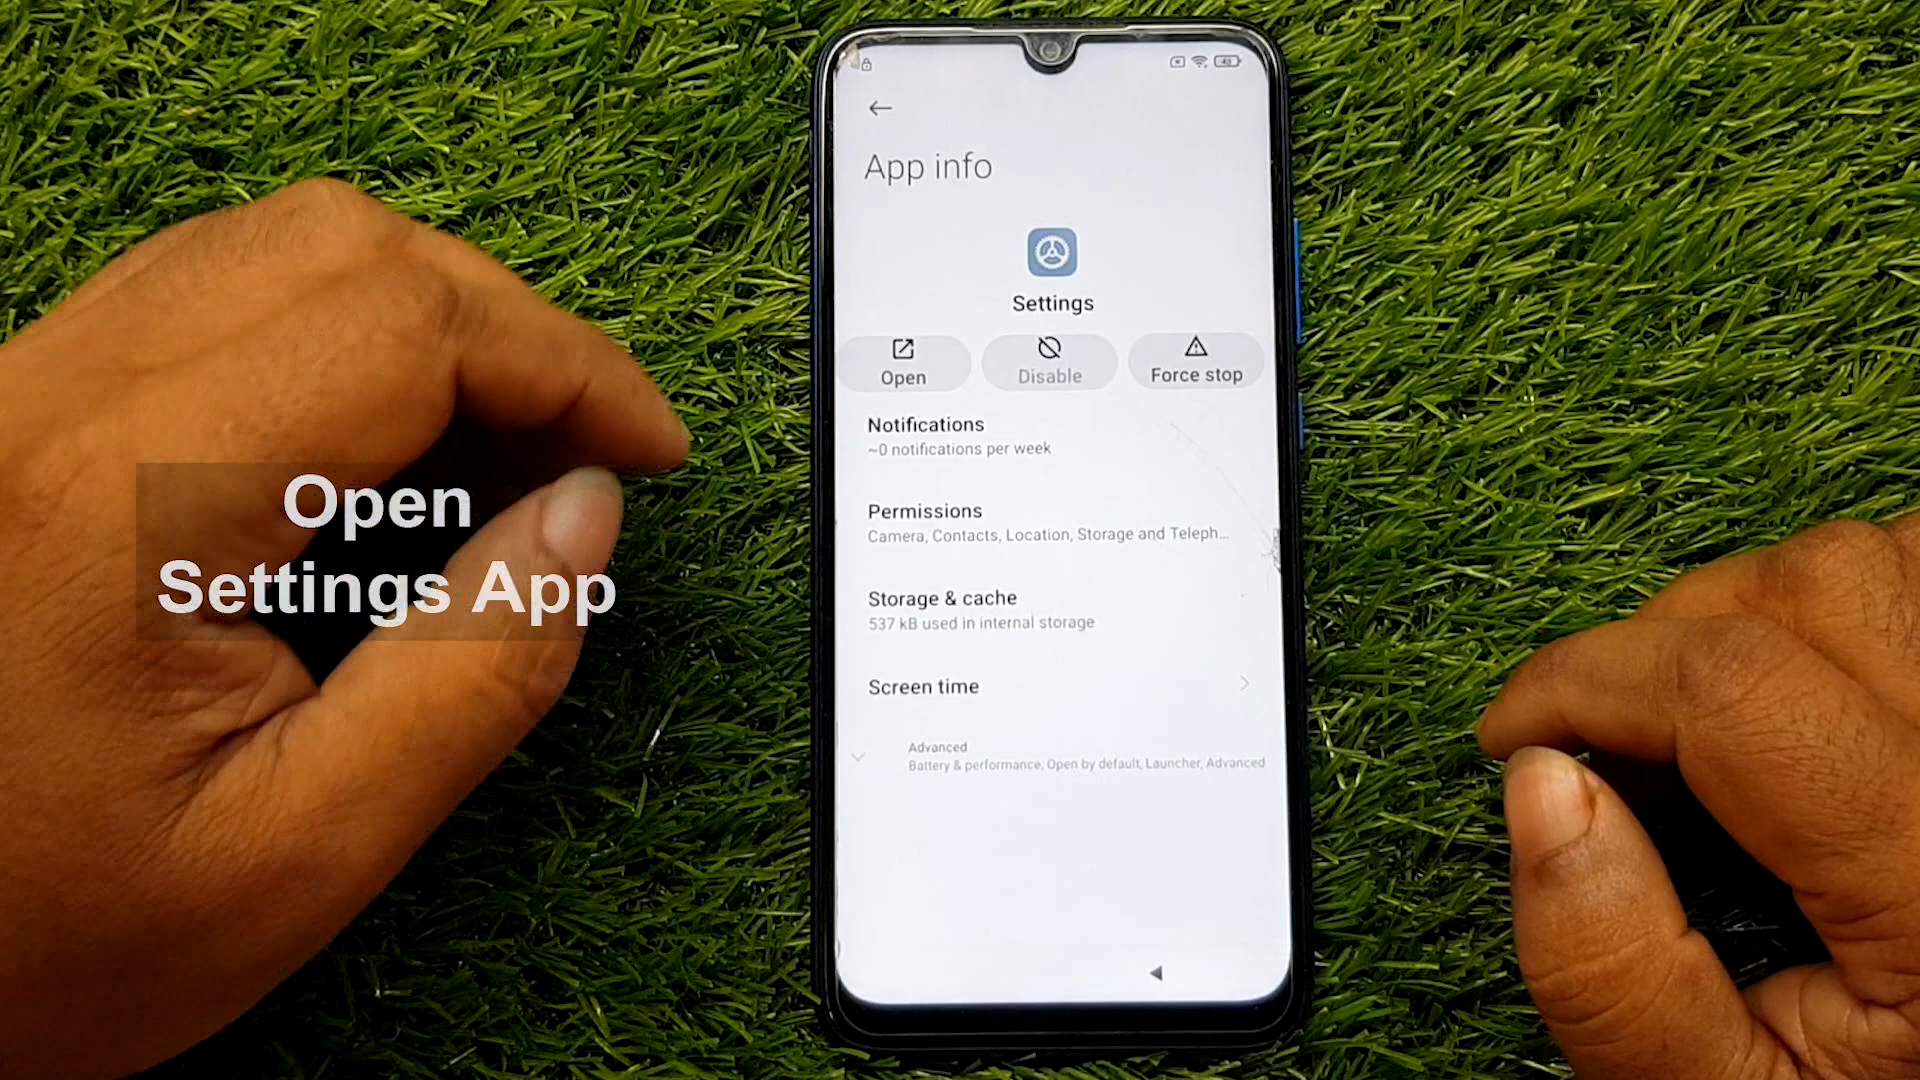 App info
Settings
Open
Disable
Force stop
Notifications
~0 notifications per week
Permissions
Camera, Contacts, Location, Storage and Teleph...
Storage & cache
537 kB used in internal storage
Screen time
Advanced
Battery & performance, Open by default, Launcher, Advanced
Open
Settings App